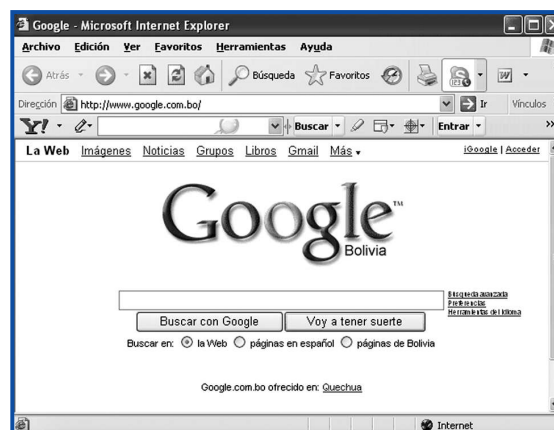 Google - Microsoft Internet Explorer
Archivo Edición Ver Favoritos Herramientas Ayuda
Atrás Búsqueda Favoritos
Dirección http://www.google.com.bo/ Ir Vínculos
Y! Buscar Entrar »
La Web Imágenes Noticias Grupos Libros Gmail Más iGoogle | Acceder
Google™
Bolivia
Búsqueda avanzada
Preferencias
Herramientas del idioma
Buscar con Google Voy a tener suerte
Buscar en: la Web páginas en español páginas de Bolivia
Google.com.bo ofrecido en: Quechua
Internet